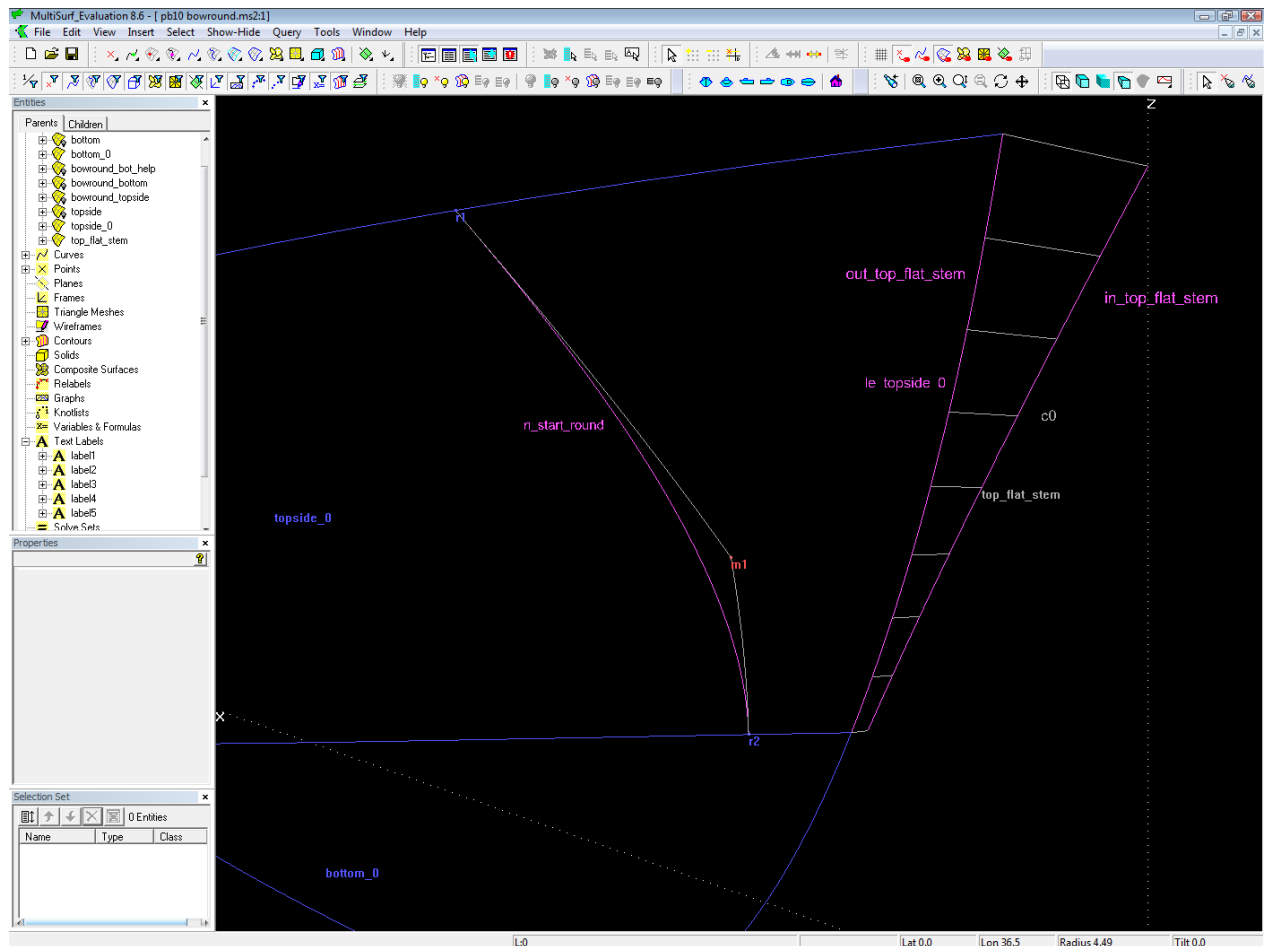 MultiSurf_Evaluation 8.6 - [ pb10 bowround.ms2:1]
File Edit View Insert Select Show-Hide Query Tools Window Help
Entities
Parents Children
bottom
bottom_0
bowround_bot_help
bowround_bottom
bowround_topside
topside
topside_0
top_flat_stem
Curves
Points
Planes
Frames
Triangle Meshes
Wireframes
Contours
Solids
Composite Surfaces
Relabels
Graphs
Knotlists
Variables & Formulas
Text Labels
label1
label2
label3
label4
label5
Solve Sets
Properties
Selection Set
0 Entities
Name Type Class
Z
r1
out_top_flat_stem
in_top_flat_stem
le_topside_0
c0
n_start_round
top_flat_stem
topside_0
m1
X
r2
bottom_0
L:0 Lat 0.0 Lon 36.5 Radius 4.49 Tilt 0.0